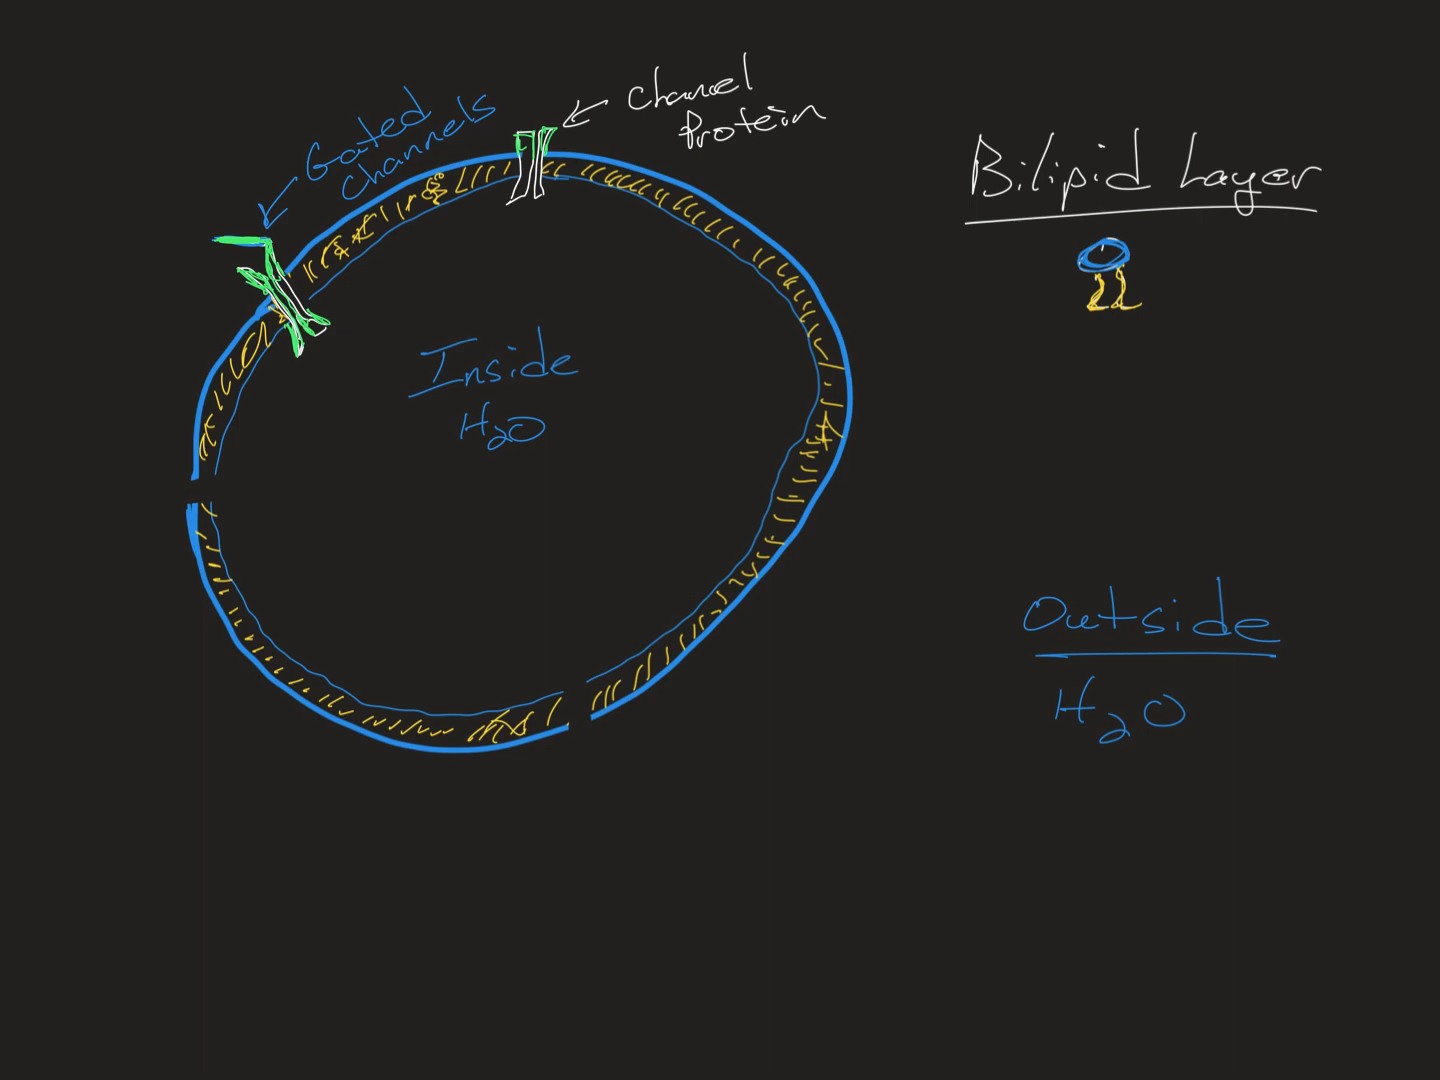 Gated
Channels
Channel
Protein
Bilipid Layer
Inside
H₂O
Outside
H₂O